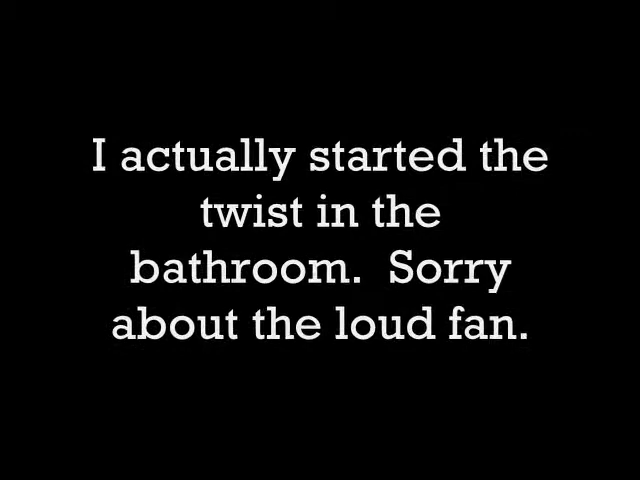 I actually started the
twist in the
bathroom.  Sorry
about the loud fan.